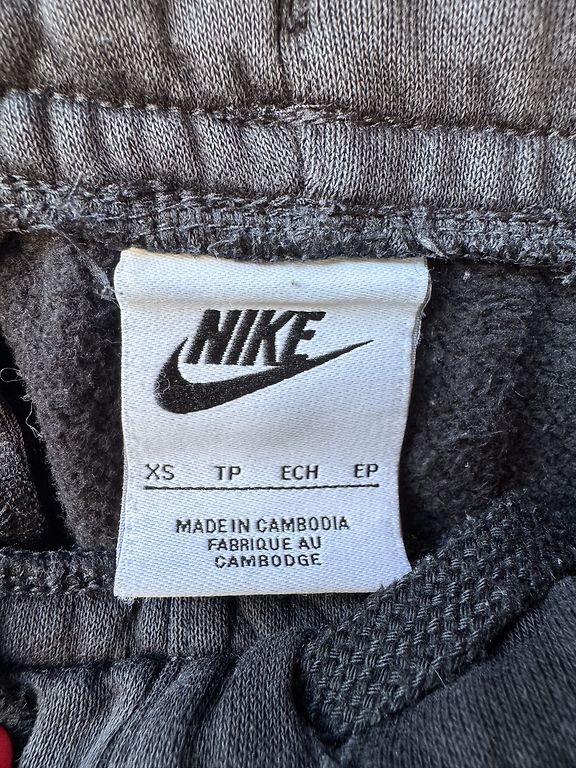 NIKE
XS TP ECH EP
MADE IN CAMBODIA
FABRIQUE AU
CAMBODGE